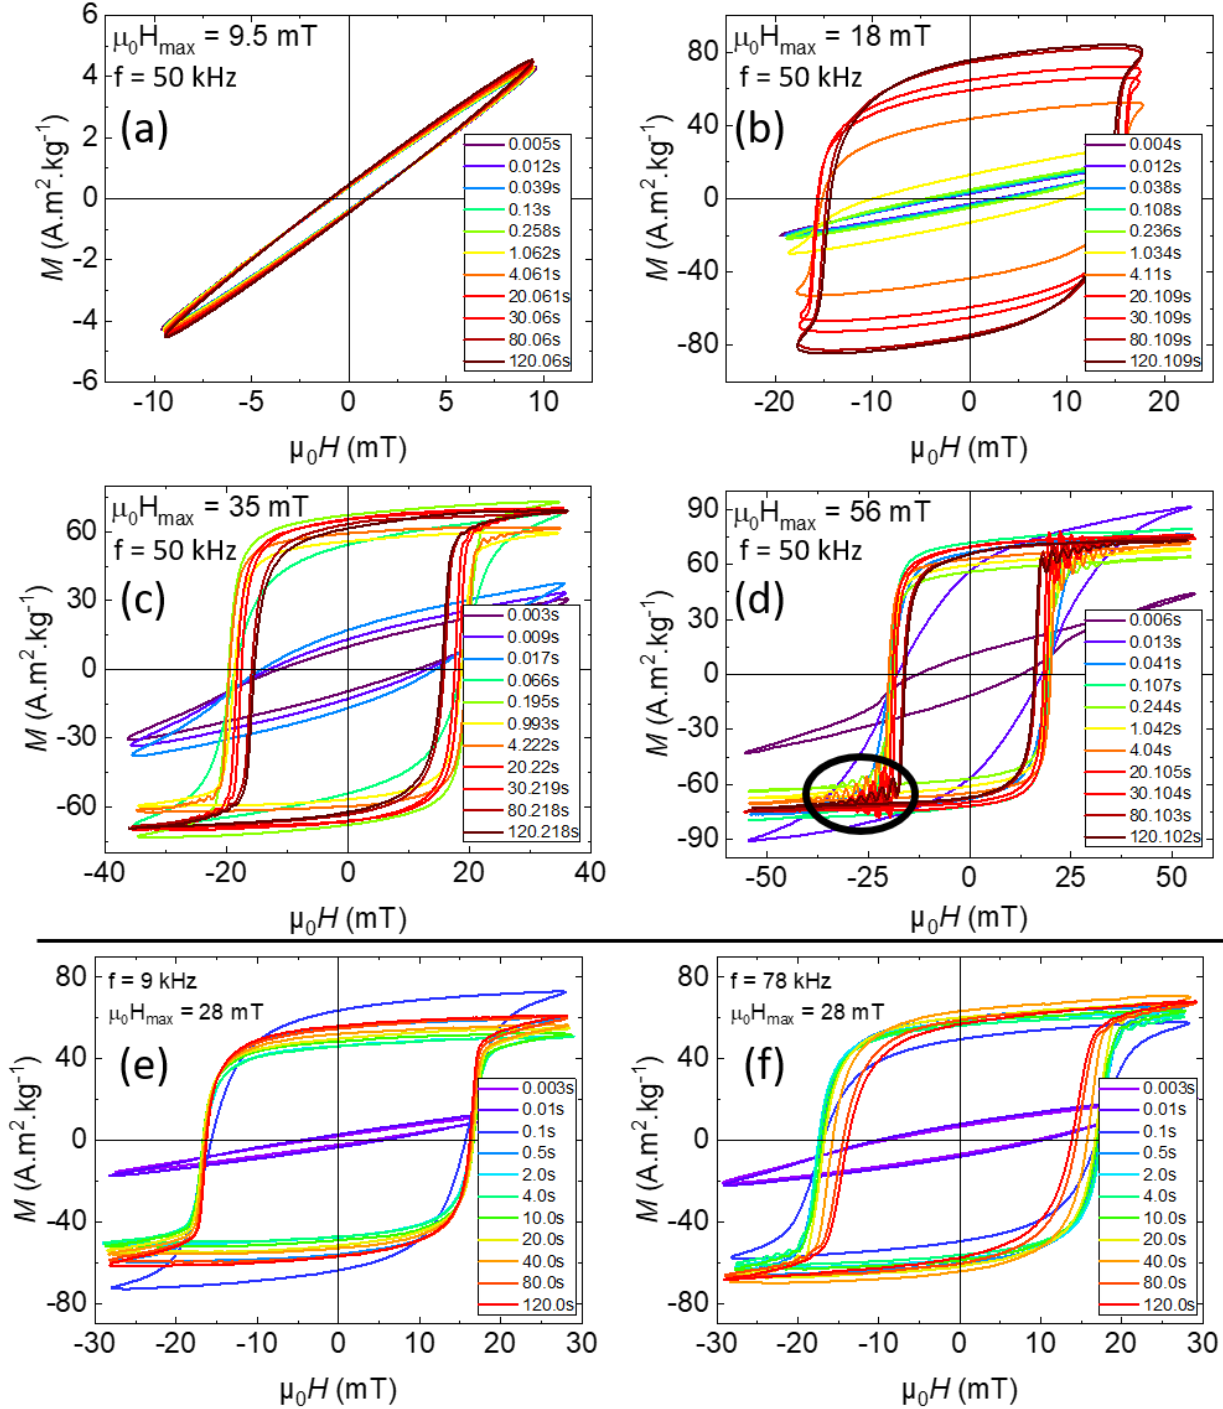 μ₀Hmax = 9.5 mT
f = 50 kHz
(a)
M (A.m².kg⁻¹)
6
4
2
0
-2
-4
-6
-10
-5
0
5
10
μ₀H (mT)
0.005s
0.012s
0.039s
0.13s
0.258s
1.062s
4.061s
20.061s
30.06s
80.06s
120.06s
μ₀Hmax = 18 mT
f = 50 kHz
(b)
M (A.m².kg⁻¹)
80
40
0
-40
-80
-20
-10
0
10
20
μ₀H (mT)
0.004s
0.012s
0.038s
0.108s
0.236s
1.034s
4.11s
20.109s
30.109s
80.109s
120.109s
μ₀Hmax = 35 mT
f = 50 kHz
(c)
M (A.m².kg⁻¹)
60
30
0
-30
-60
-40
-20
0
20
40
μ₀H (mT)
0.003s
0.009s
0.017s
0.066s
0.195s
0.993s
4.222s
20.22s
30.219s
80.218s
120.218s
μ₀Hmax = 56 mT
f = 50 kHz
(d)
M (A.m².kg⁻¹)
90
60
30
0
-30
-60
-90
-50
-25
0
25
50
μ₀H (mT)
0.006s
0.013s
0.041s
0.107s
0.244s
1.042s
4.04s
20.105s
30.104s
80.103s
120.102s
f = 9 kHz
μ₀Hmax = 28 mT
(e)
M (A.m².kg⁻¹)
80
40
0
-40
-80
-30
-20
-10
0
10
20
30
μ₀H (mT)
0.003s
0.01s
0.1s
0.5s
2.0s
4.0s
10.0s
20.0s
40.0s
80.0s
120.0s
f = 78 kHz
μ₀Hmax = 28 mT
(f)
M (A.m².kg⁻¹)
80
40
0
-40
-80
-30
-20
-10
0
10
20
30
μ₀H (mT)
0.003s
0.01s
0.1s
0.5s
2.0s
4.0s
10.0s
20.0s
40.0s
80.0s
120.0s